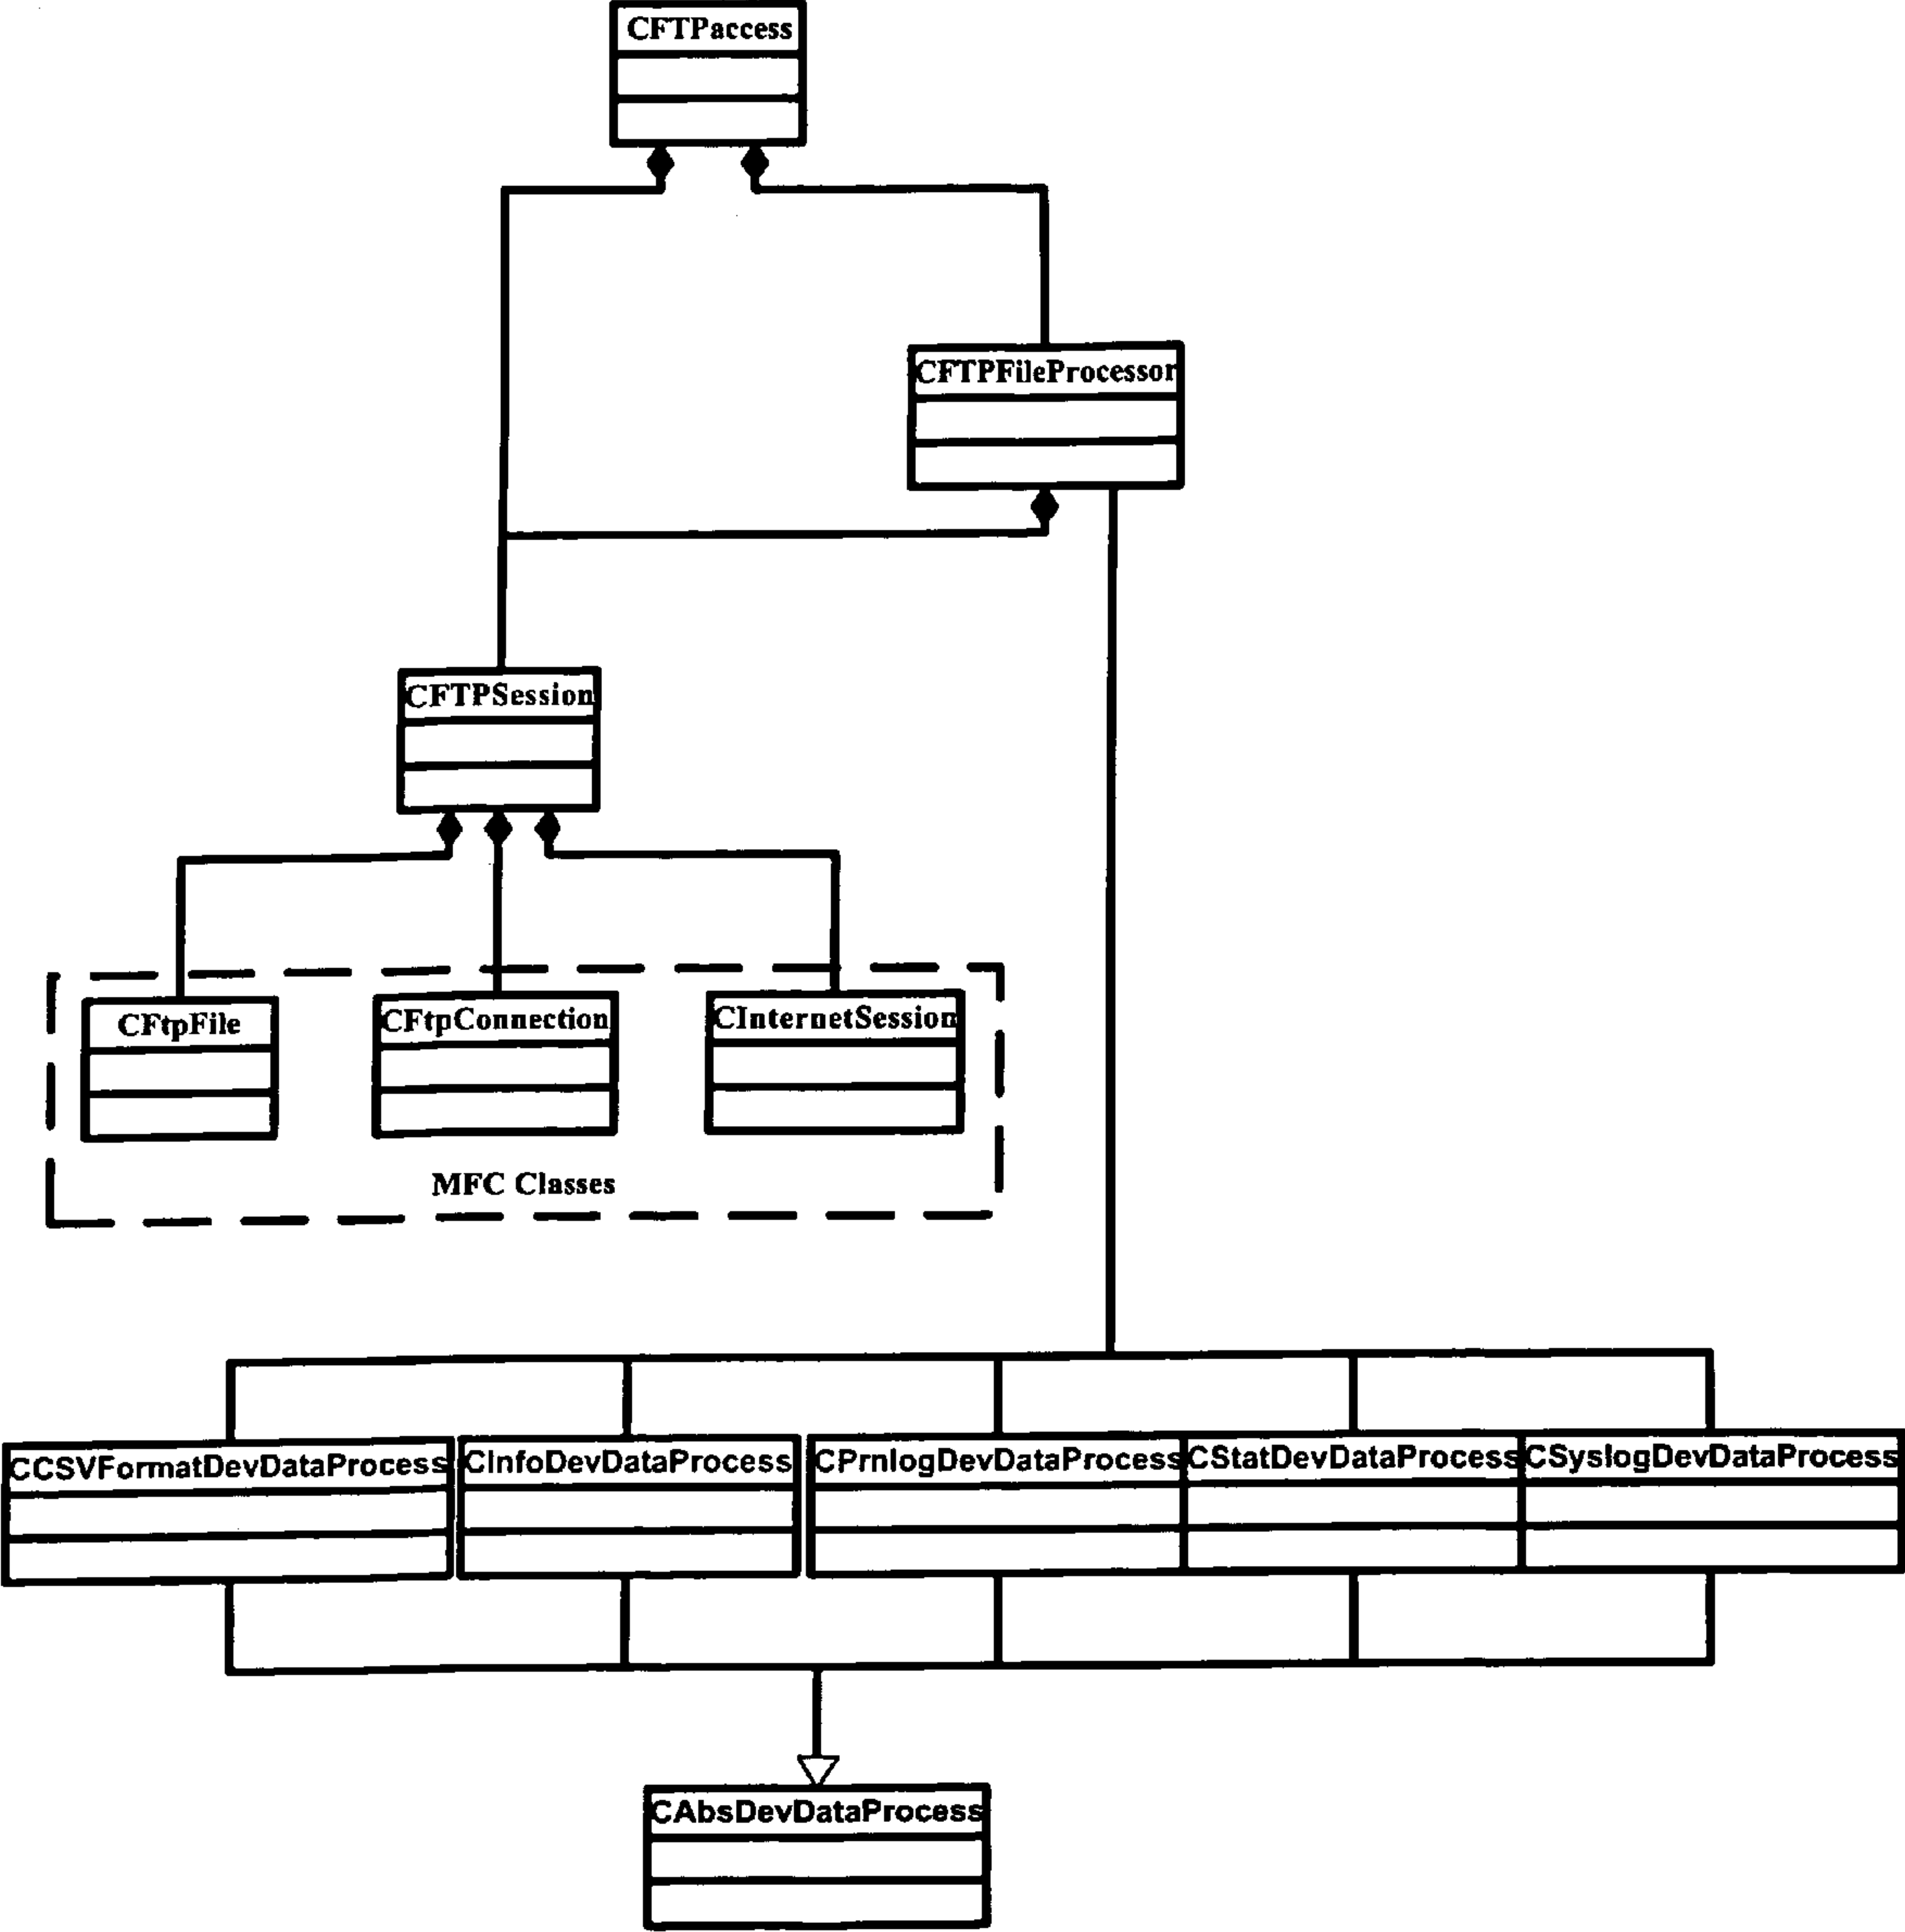 CFTPaccess
CFTPFileProcessor
CFTPSession
CFtpFile
CFtpConnection
CInternetSession
MFC Classes
CCSVFormatDevDataProcess
CInfoDevDataProcess
CPrnlogDevDataProcess
CStatDevDataProcess
CSyslogDevDataProcess
CAbsDevDataProcess